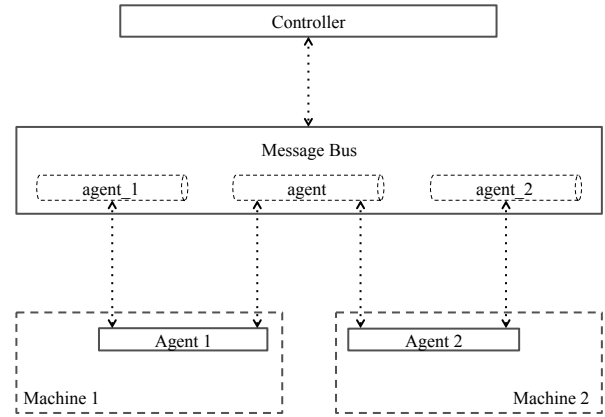 Controller
Message Bus
agent_1
agent
agent_2
Agent 1
Agent 2
Machine 1
Machine 2